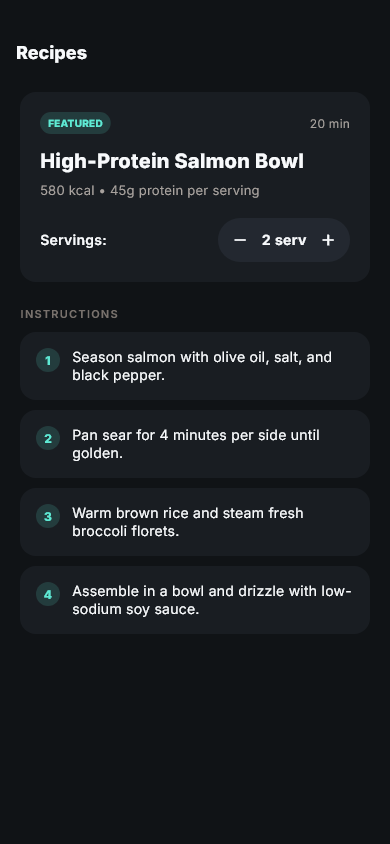 Recipes
FEATURED
20 min
High-Protein Salmon Bowl
580 kcal • 45g protein per serving
Servings:
− 2 serv +
INSTRUCTIONS
1
Season salmon with olive oil, salt, and
black pepper.
2
Pan sear for 4 minutes per side until
golden.
3
Warm brown rice and steam fresh
broccoli florets.
4
Assemble in a bowl and drizzle with low-
sodium soy sauce.